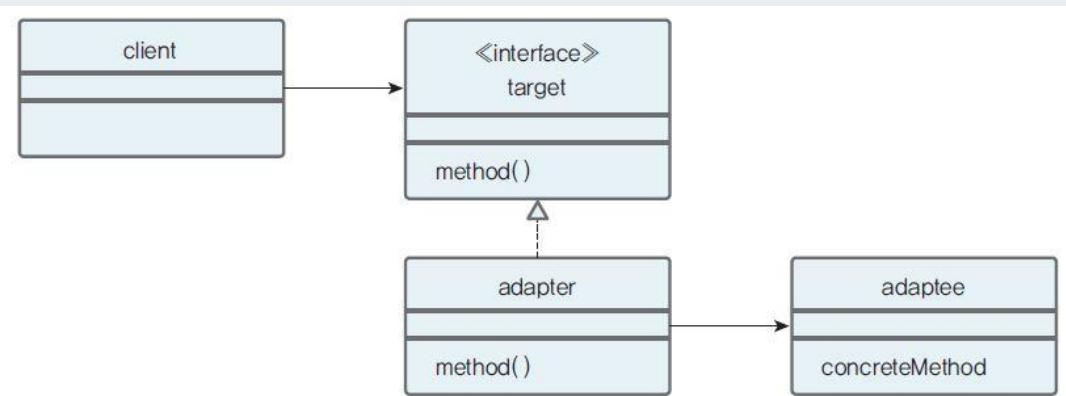 client
≪interface≫
target
method( )
adapter
method( )
adaptee
concreteMethod